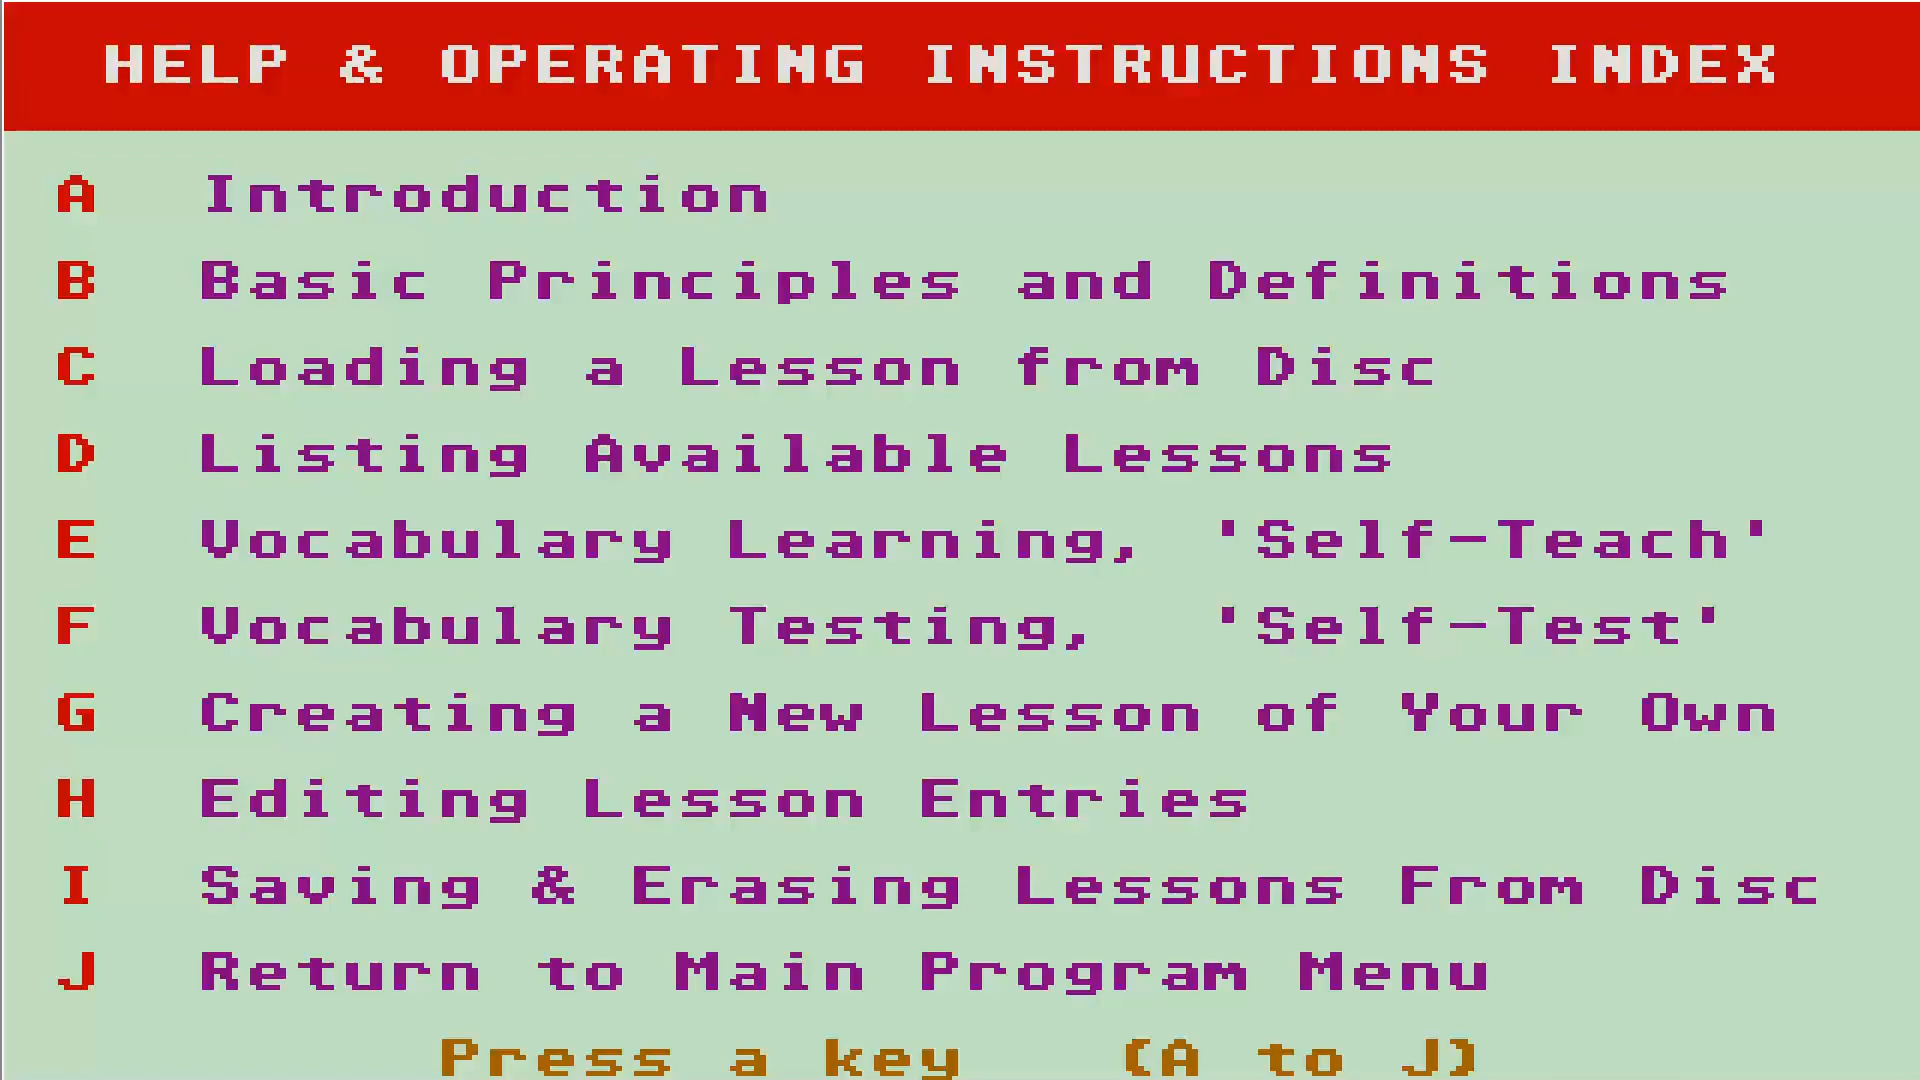 HELP & OPERATING INSTRUCTIONS INDEX
A Introduction
B Basic Principles and Definitions
C Loading a Lesson from Disc
D Listing Available Lessons
E Vocabulary Learning, 'Self-Teach'
F Vocabulary Testing, 'Self-Test'
G Creating a New Lesson of Your Own
H Editing Lesson Entries
I Saving & Erasing Lessons From Disc
J Return to Main Program Menu
Press a key (A to J)